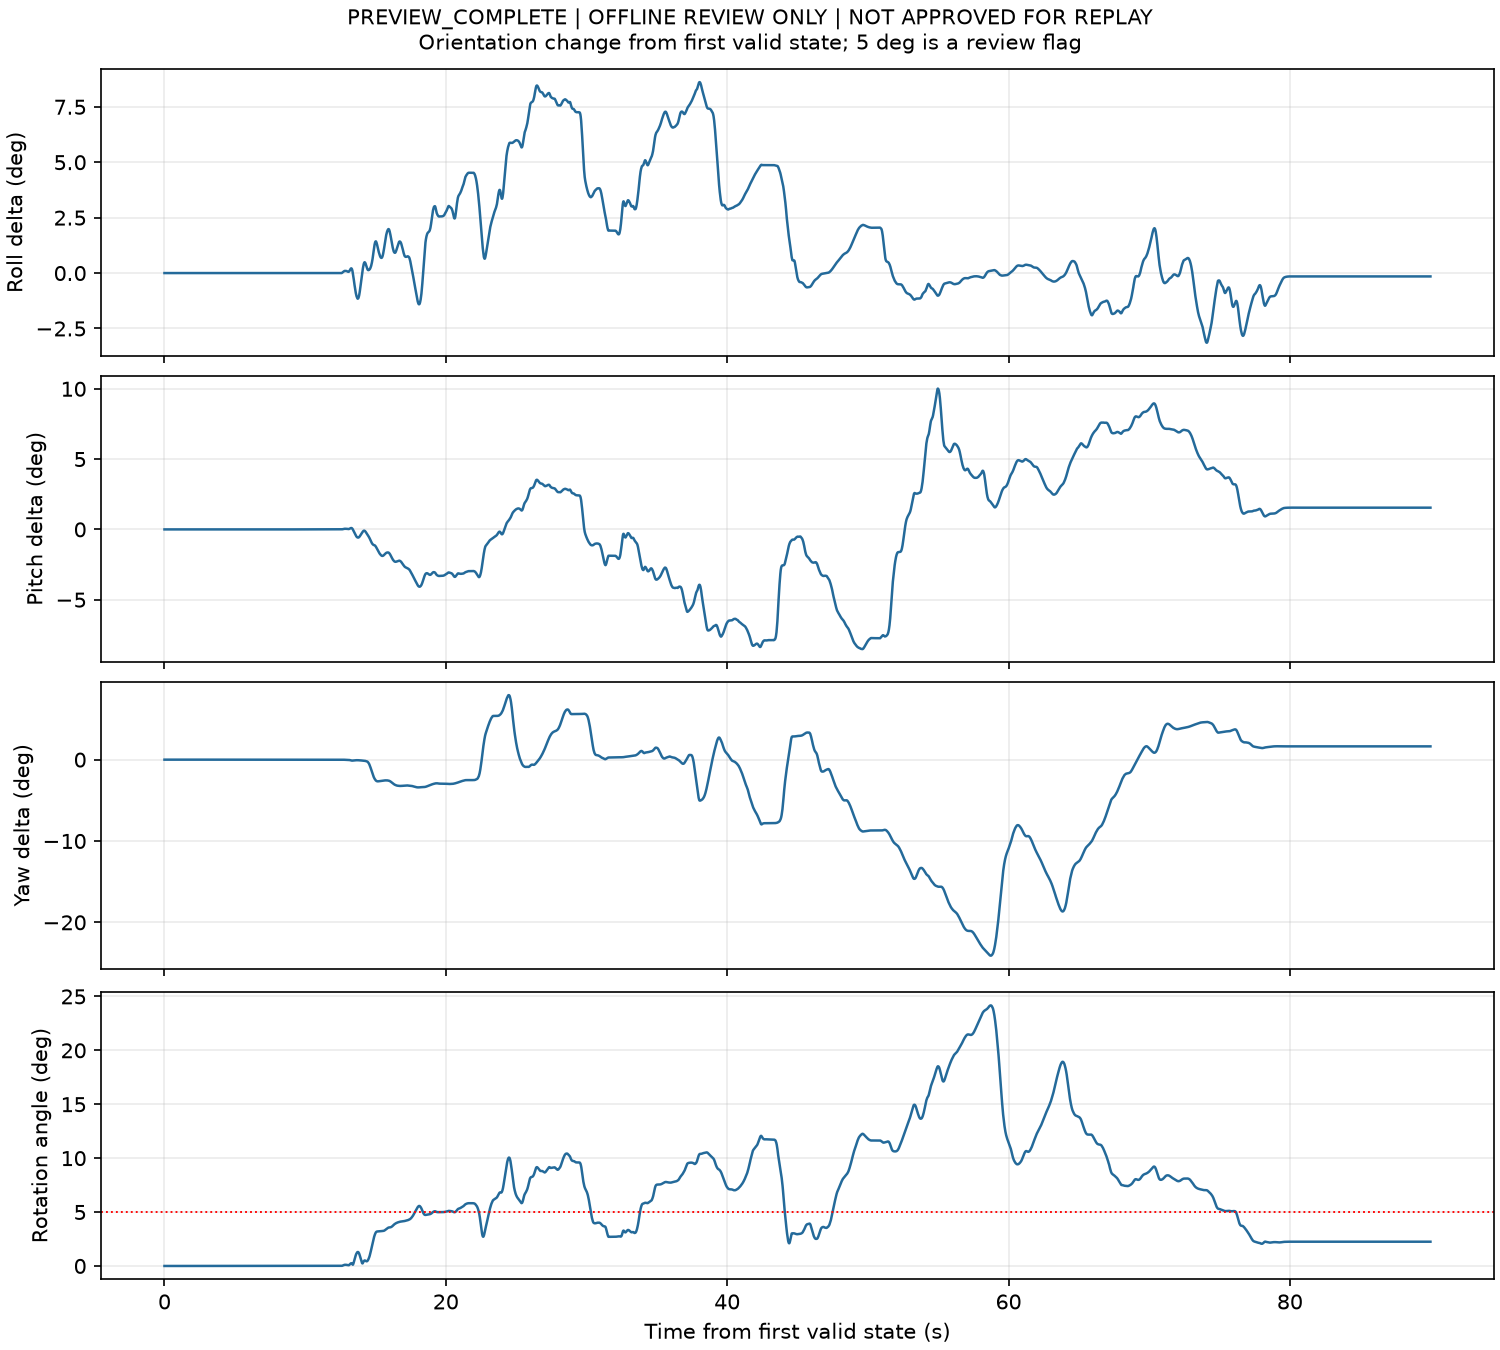 PREVIEW_COMPLETE | OFFLINE REVIEW ONLY | NOT APPROVED FOR REPLAY
Orientation change from first valid state; 5 deg is a review flag
Roll delta (deg)
7.5
5.0
2.5
0.0
−2.5
Pitch delta (deg)
10
5
0
−5
Yaw delta (deg)
0
−10
−20
Rotation angle (deg)
25
20
15
10
5
0
0 20 40 60 80
Time from first valid state (s)